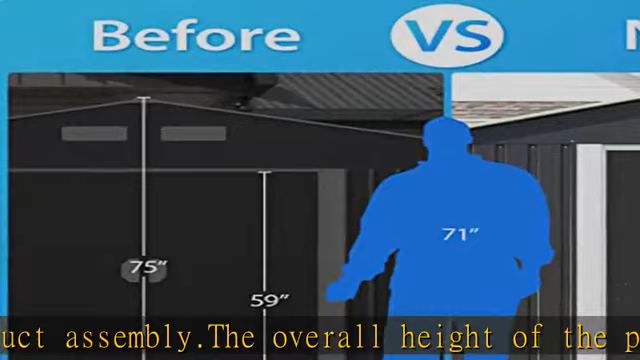 Before VS
71”
75”
59”
uct assembly.The overall height of the p